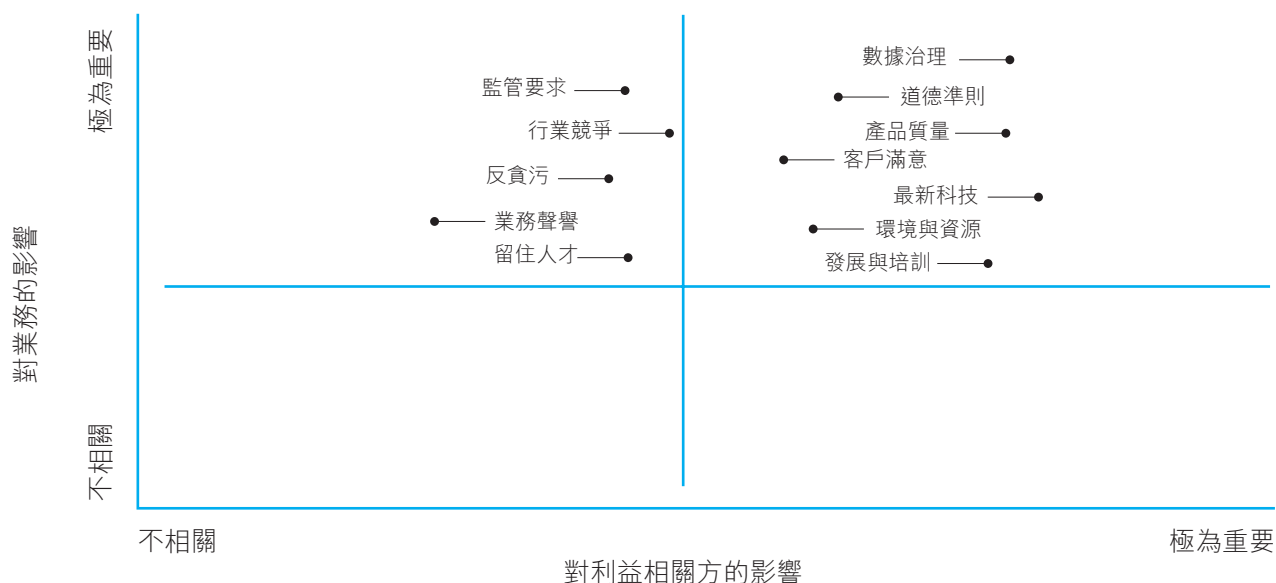 極為重要
對業務的影響
不相關
監管要求
行業競爭
反貪污
業務聲譽
留住人才
數據治理
道德準則
產品質量
客戶滿意
最新科技
環境與資源
發展與培訓
不相關
極為重要
對利益相關方的影響